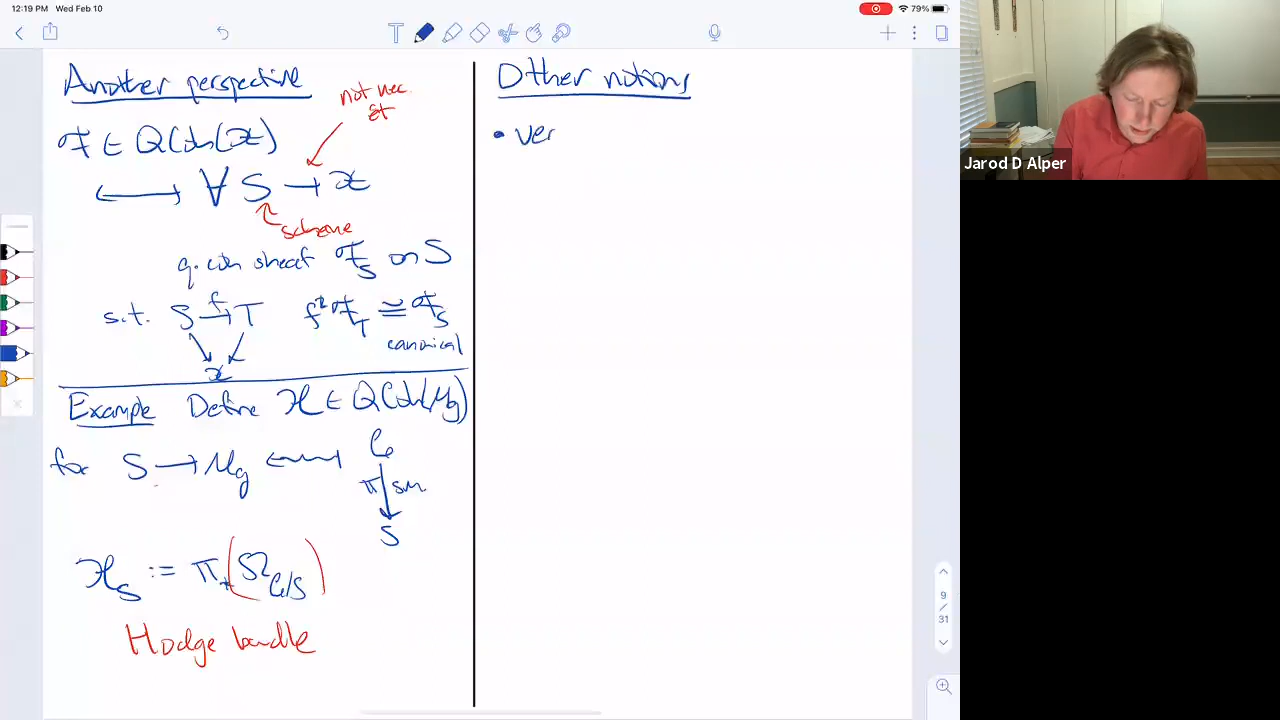 12:19 PM Wed Feb 10
79%
Another perspective
not nec. ét
ℱ ∈ QCoh(𝒳)
⟷ ∀ S → 𝒳
scheme
q. coh sheaf ℱ_S on S
s.t. S →f T f*ℱ_T ≅ ℱ_S
canonical
𝒳
Example Define ℋ ∈ QCoh(ℳg)
for S → ℳg ⟷ 𝒞
π sm.
S
ℋ_S := π_*(Ω_𝒞/S)
Hodge bundle
Other notions
• ver
Jarod D Alper
9
/
31